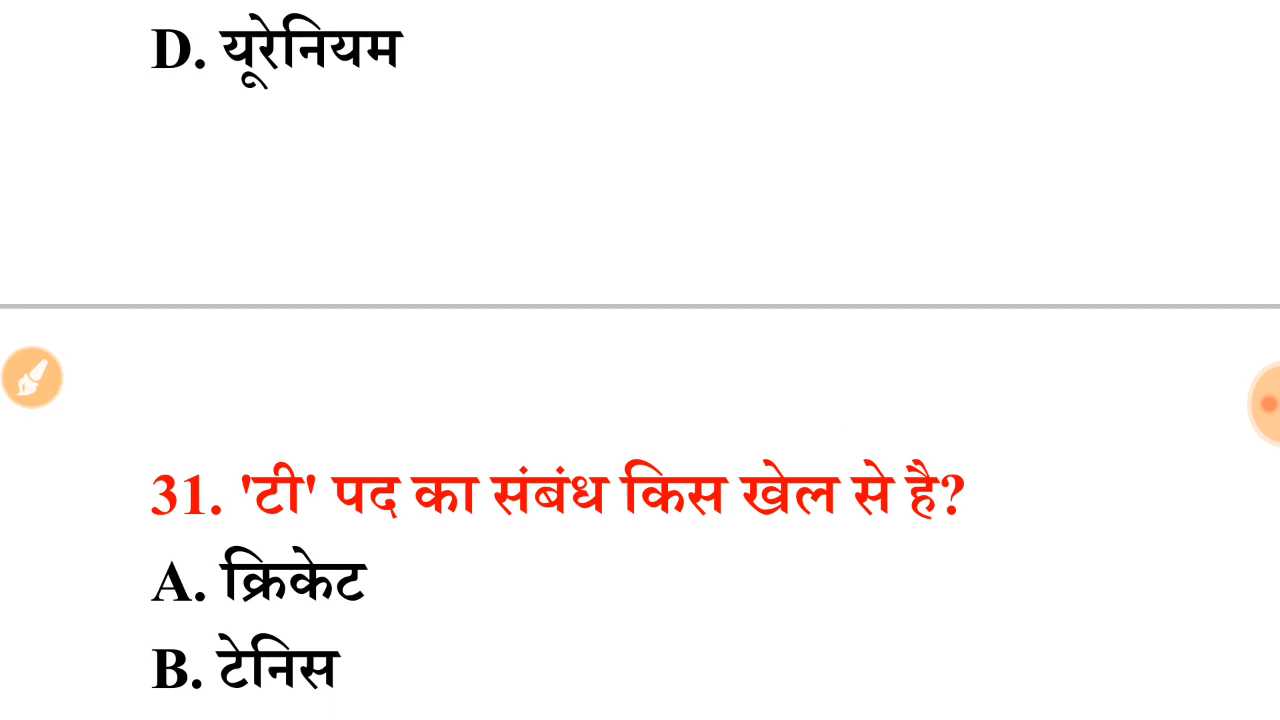 D. यूरेनियम
31. 'टी' पद का संबंध किस खेल से है?
A. क्रिकेट
B. टेनिस